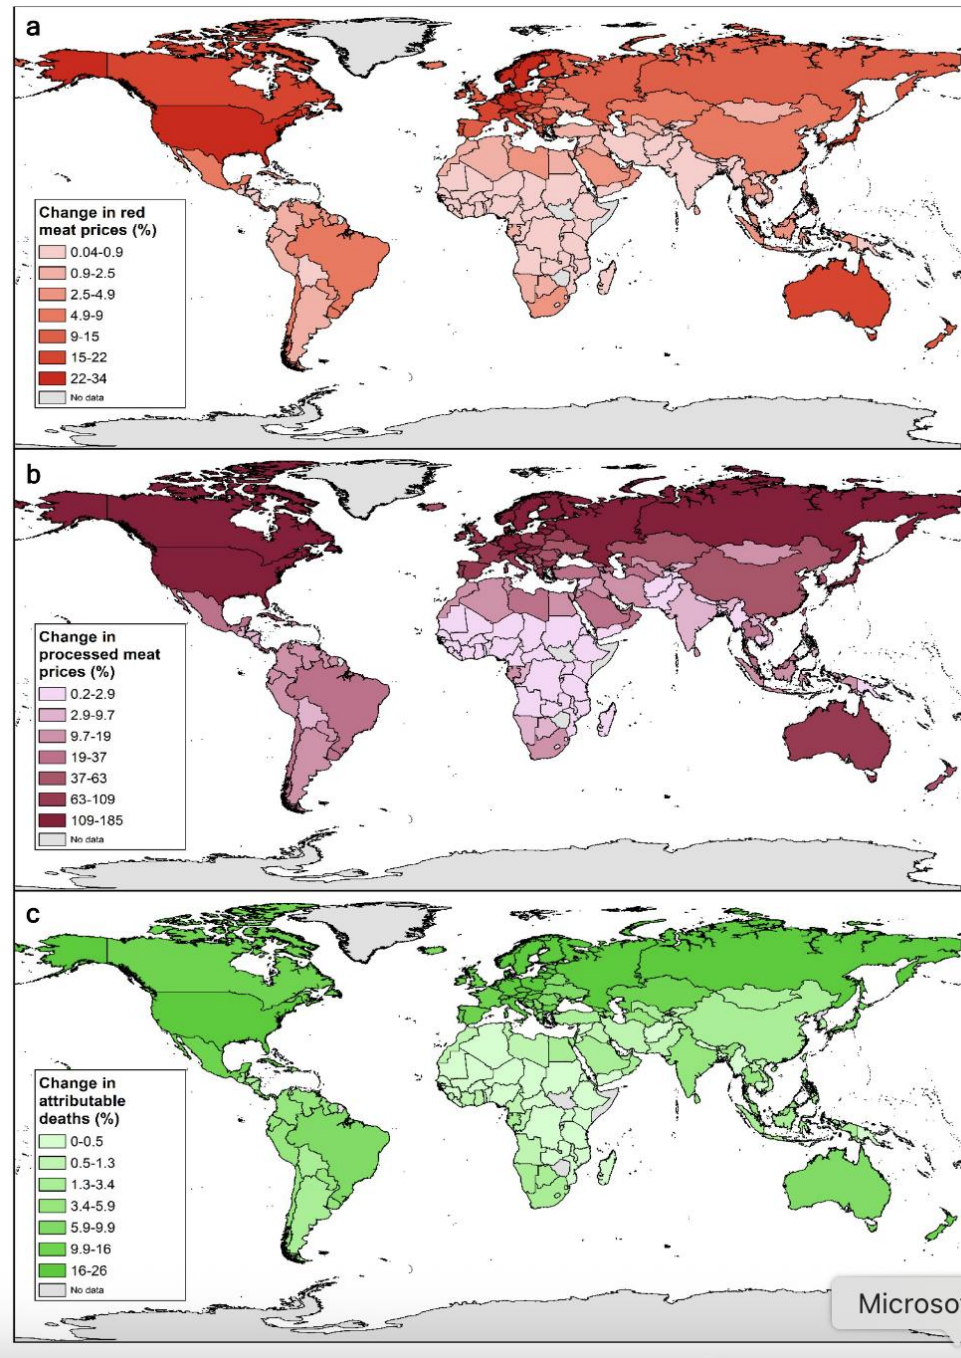 a
Change in red
meat prices (%)
0.04-0.9
0.9-2.5
2.5-4.9
4.9-9
9-15
15-22
22-34
No data
b
Change in
processed meat
prices (%)
0.2-2.9
2.9-9.7
9.7-19
19-37
37-63
63-109
109-185
No data
c
Change in
attributable
deaths (%)
0-0.5
0.5-1.3
1.3-3.4
3.4-5.9
5.9-9.9
9.9-16
16-26
No data
Microso